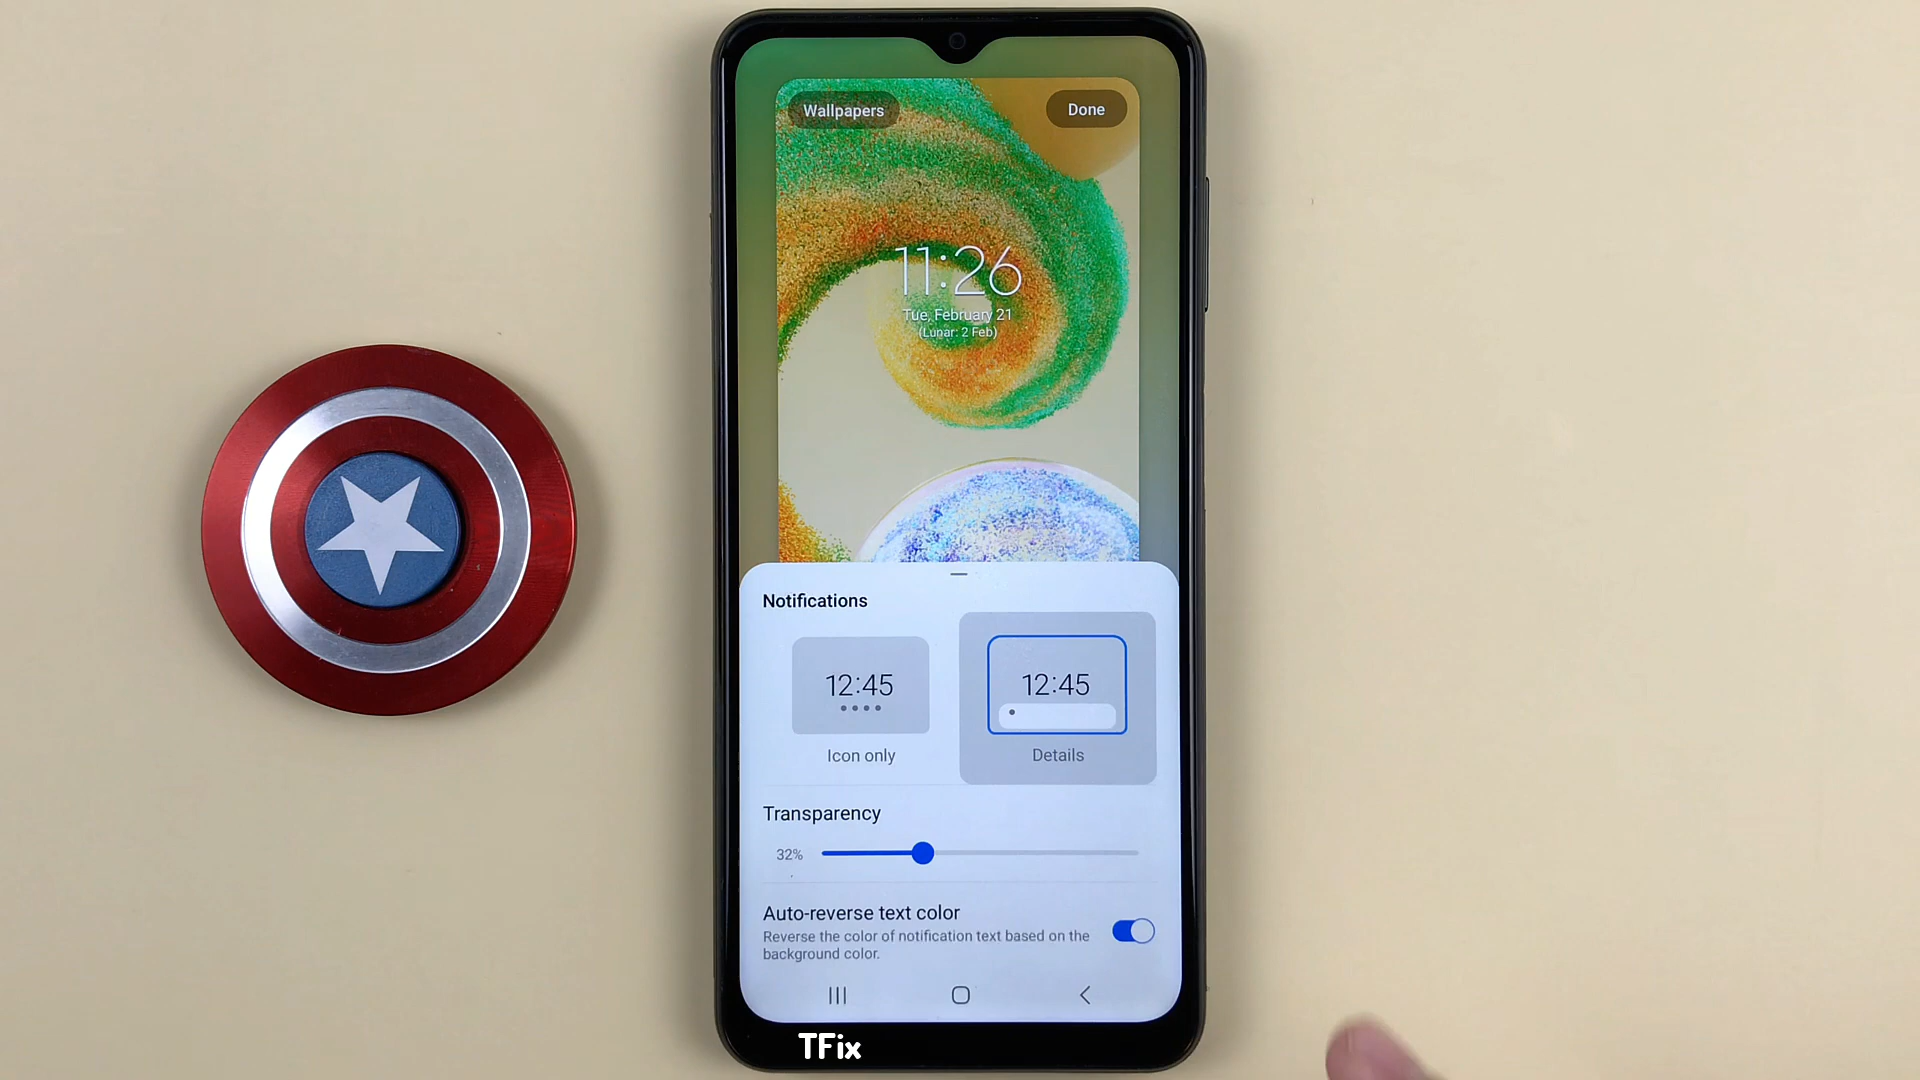 Wallpapers
Done
11:26
Tue, February 21
(Lunar: 2 Feb)
Notifications
12:45
12:45
Icon only
Details
Transparency
32%
Auto-reverse text color
Reverse the color of notification text based on the
background color.
TFix